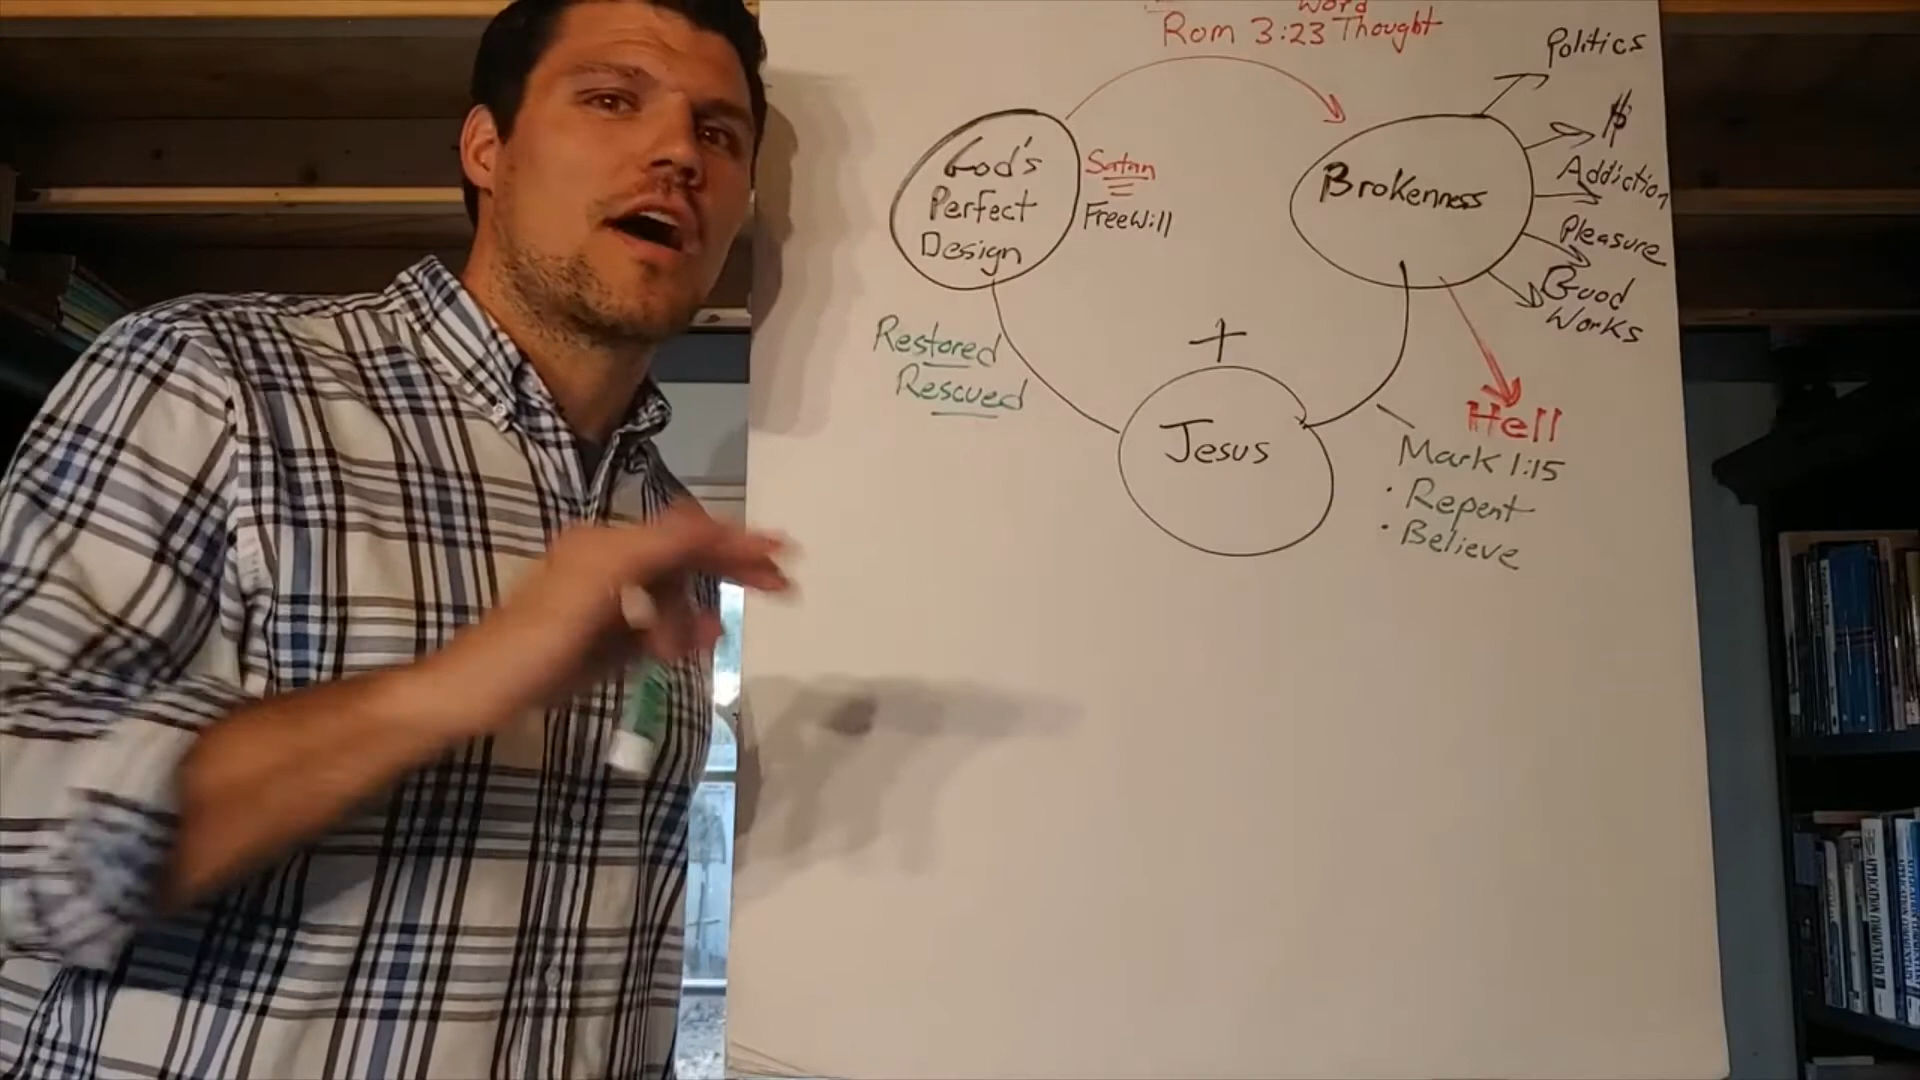 Word
Rom 3:23 Thought
Politics
$
Addiction
Pleasure
Good
Works
God's
Perfect
Design
Satan
FreeWill
Brokenness
Restored
Rescued
Jesus
Hell
Mark 1:15
• Repent
• Believe